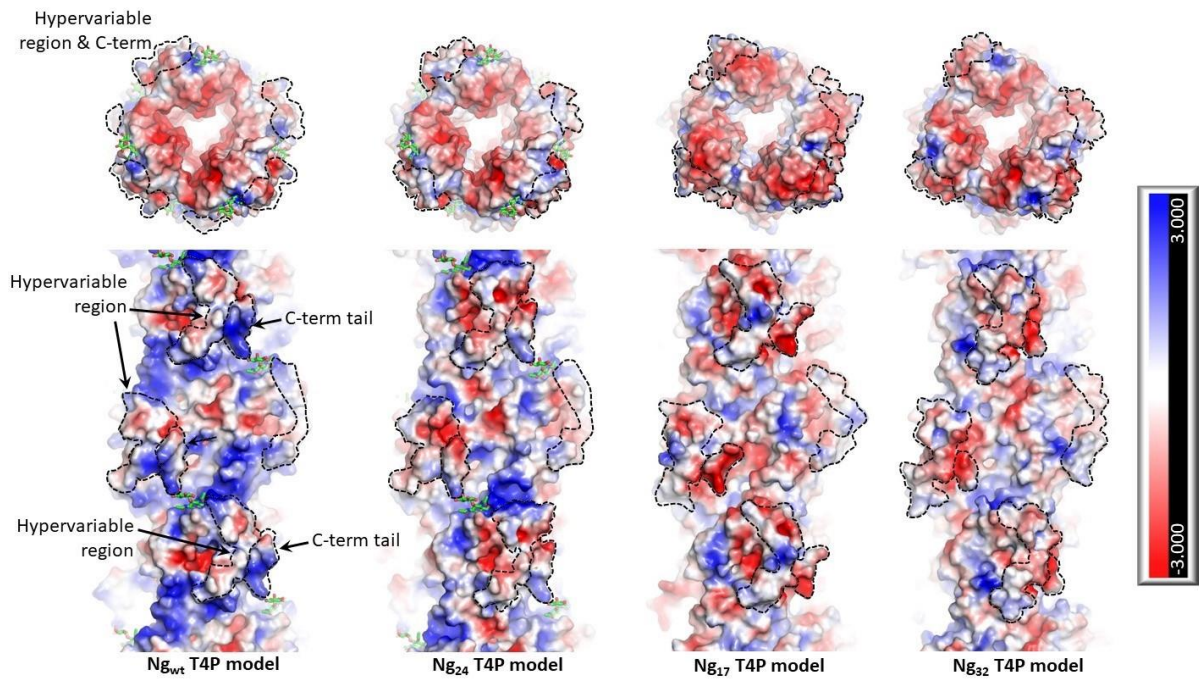 Hypervariable
region & C-term
3.000
-3.000
Hypervariable
region
C-term tail
Hypervariable
region
C-term tail
Ngwt T4P model
Ng24 T4P model
Ng17 T4P model
Ng32 T4P model